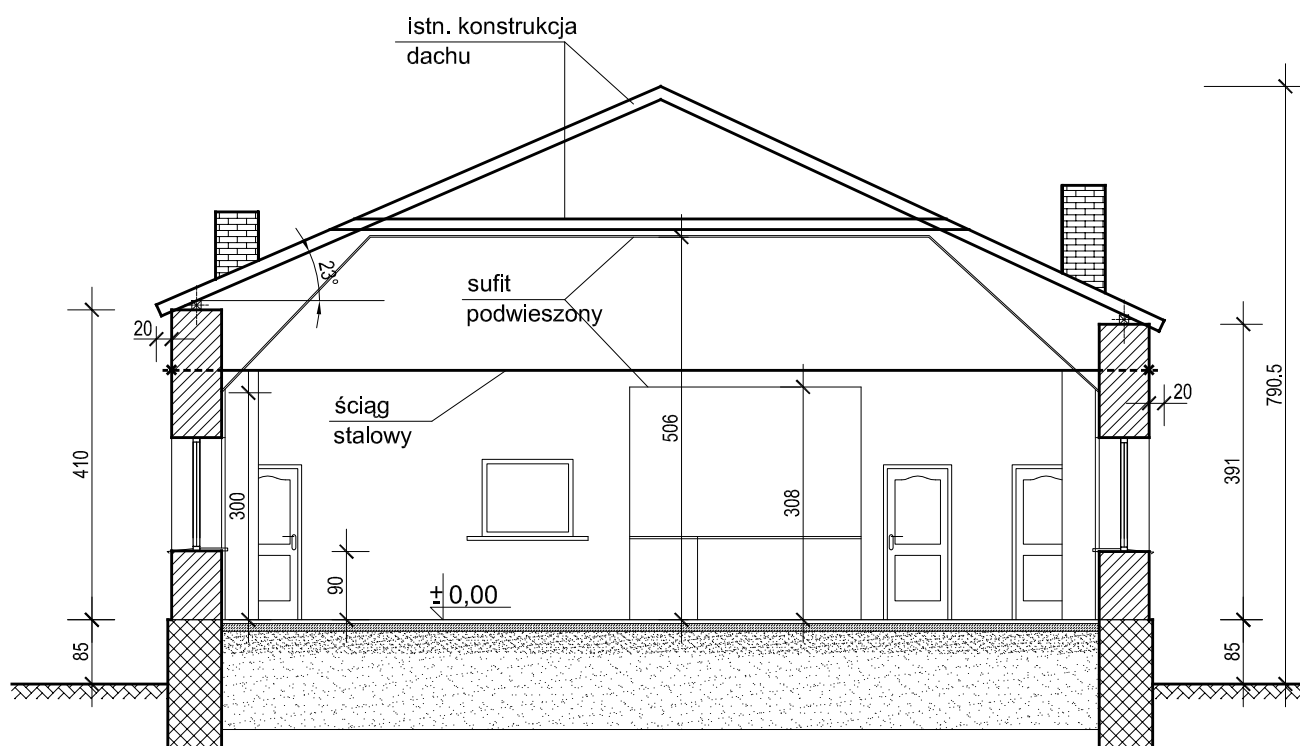 istn. konstrukcja
dachu
23°
sufit
podwieszony
20
20
790.5
ściąg
stalowy
506
410
391
300
308
90
± 0,00
85
85